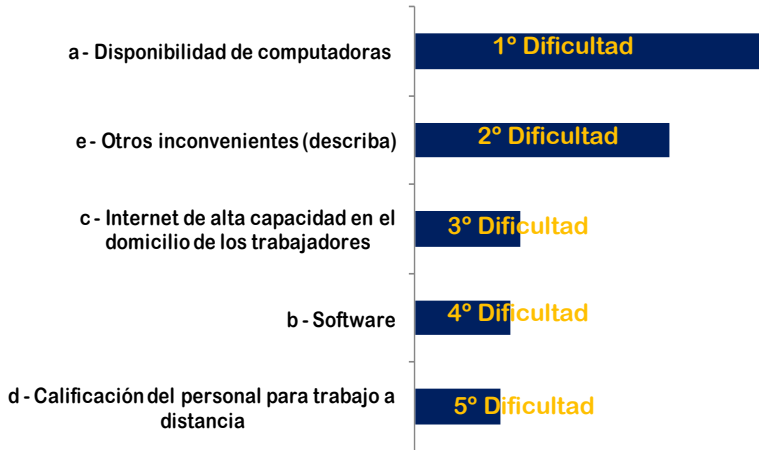 a - Disponibilidad de computadoras
1º Dificultad
e - Otros inconvenientes (describa)
2º Dificultad
c - Internet de alta capacidad en el
domicilio de los trabajadores
3º Dificultad
b - Software
4º Dificultad
d - Calificación del personal para trabajo a
distancia
5º Dificultad